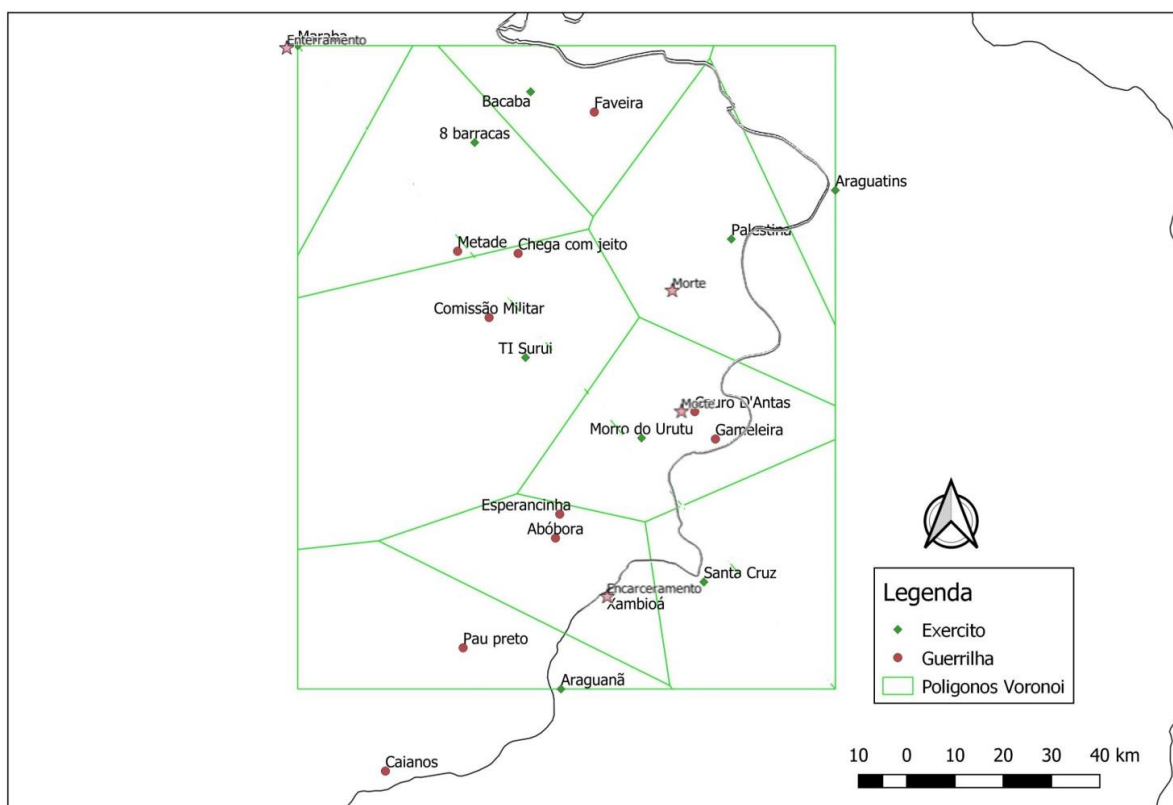 Maraba
Enterramento
Bacaba
Faveira
8 barracas
Araguatins
Palestina
Metade
Chega com jeito
Morte
Comissão Militar
TI Surui
Morte
Couro D'Antas
Morro do Urutu
Gameleira
Esperancinha
Abóbora
Santa Cruz
Encarceramento
Xambioá
Pau preto
Araguanã
Caianos
Legenda
Exercito
Guerrilha
Poligonos Voronoi
10 0 10 20 30 40 km